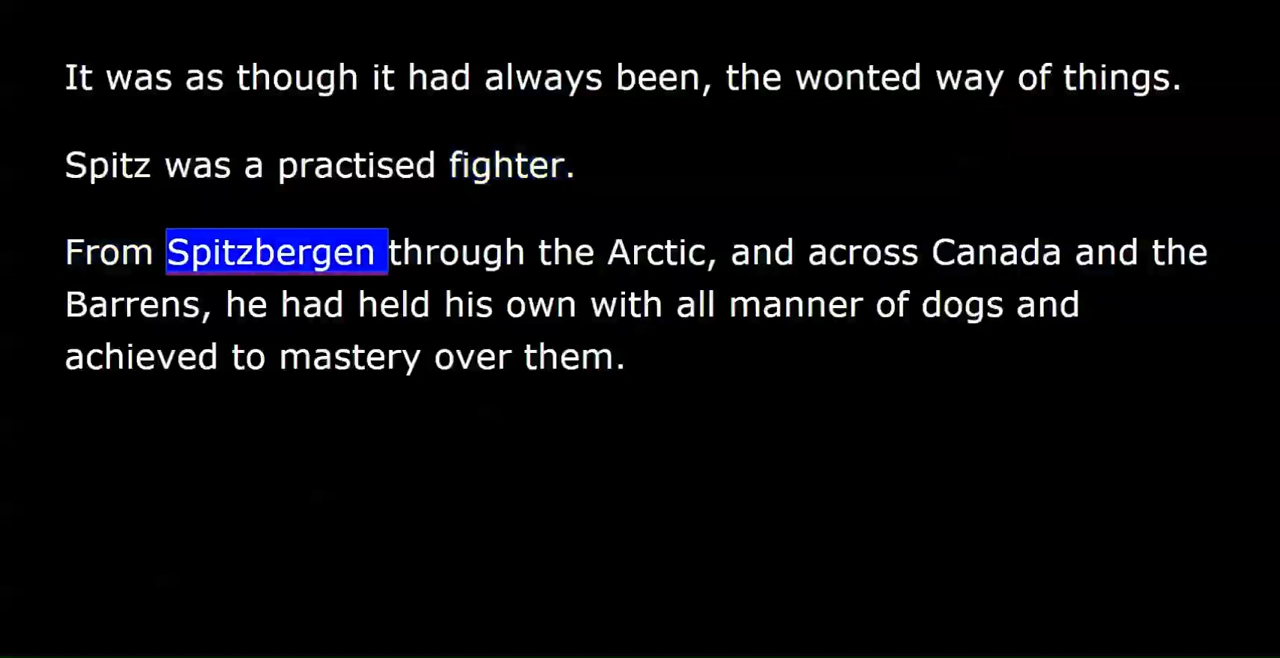 It was as though it had always been, the wonted way of things.
Spitz was a practised fighter.
From Spitzbergen through the Arctic, and across Canada and the
Barrens, he had held his own with all manner of dogs and
achieved to mastery over them.